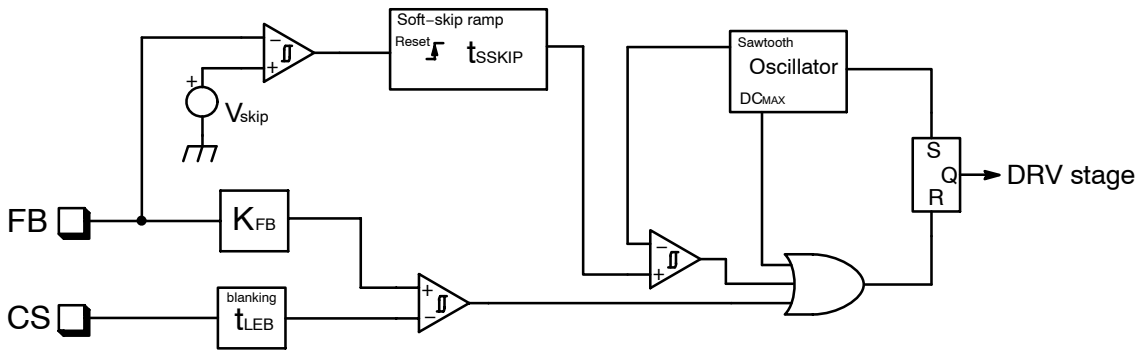 Soft-skip ramp
Reset
tSSKIP
−
+
+
Vskip
Sawtooth
Oscillator
DCMAX
S
Q
R
DRV stage
FB
KFB
−
+
+
−
CS
blanking
tLEB